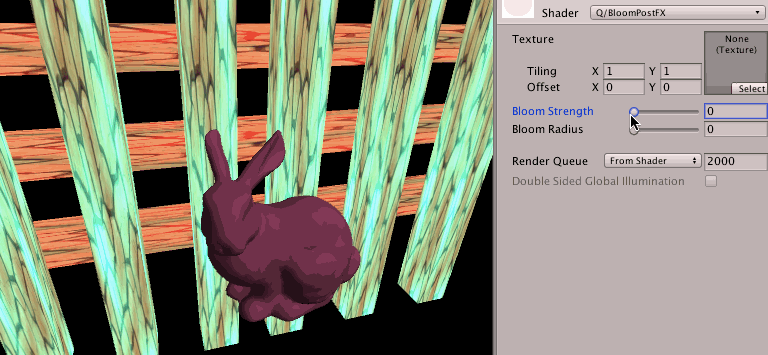 Shader Q/BloomPostFX
Texture
None
(Texture)
Tiling X 1 Y 1
Offset X 0 Y 0
Select
Bloom Strength 0
Bloom Radius 0
Render Queue From Shader 2000
Double Sided Global Illumination